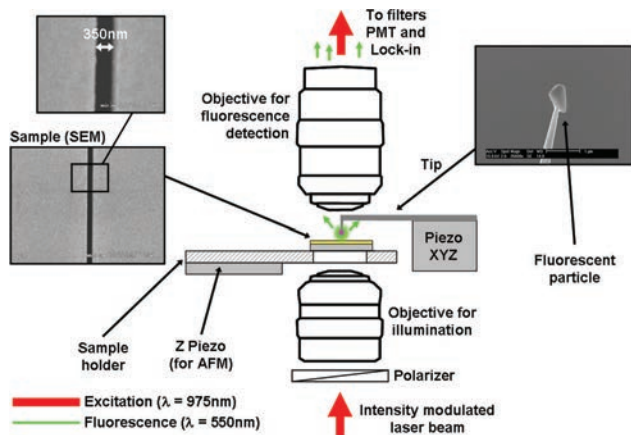 350nm
Sample (SEM)
To filters
PMT and
Lock-in
Objective for
fluorescence
detection
Tip
Piezo
XYZ
Fluorescent
particle
Sample
holder
Z Piezo
(for AFM)
Objective for
illumination
Polarizer
Excitation (λ = 975nm)
Fluorescence (λ = 550nm)
Intensity modulated
laser beam